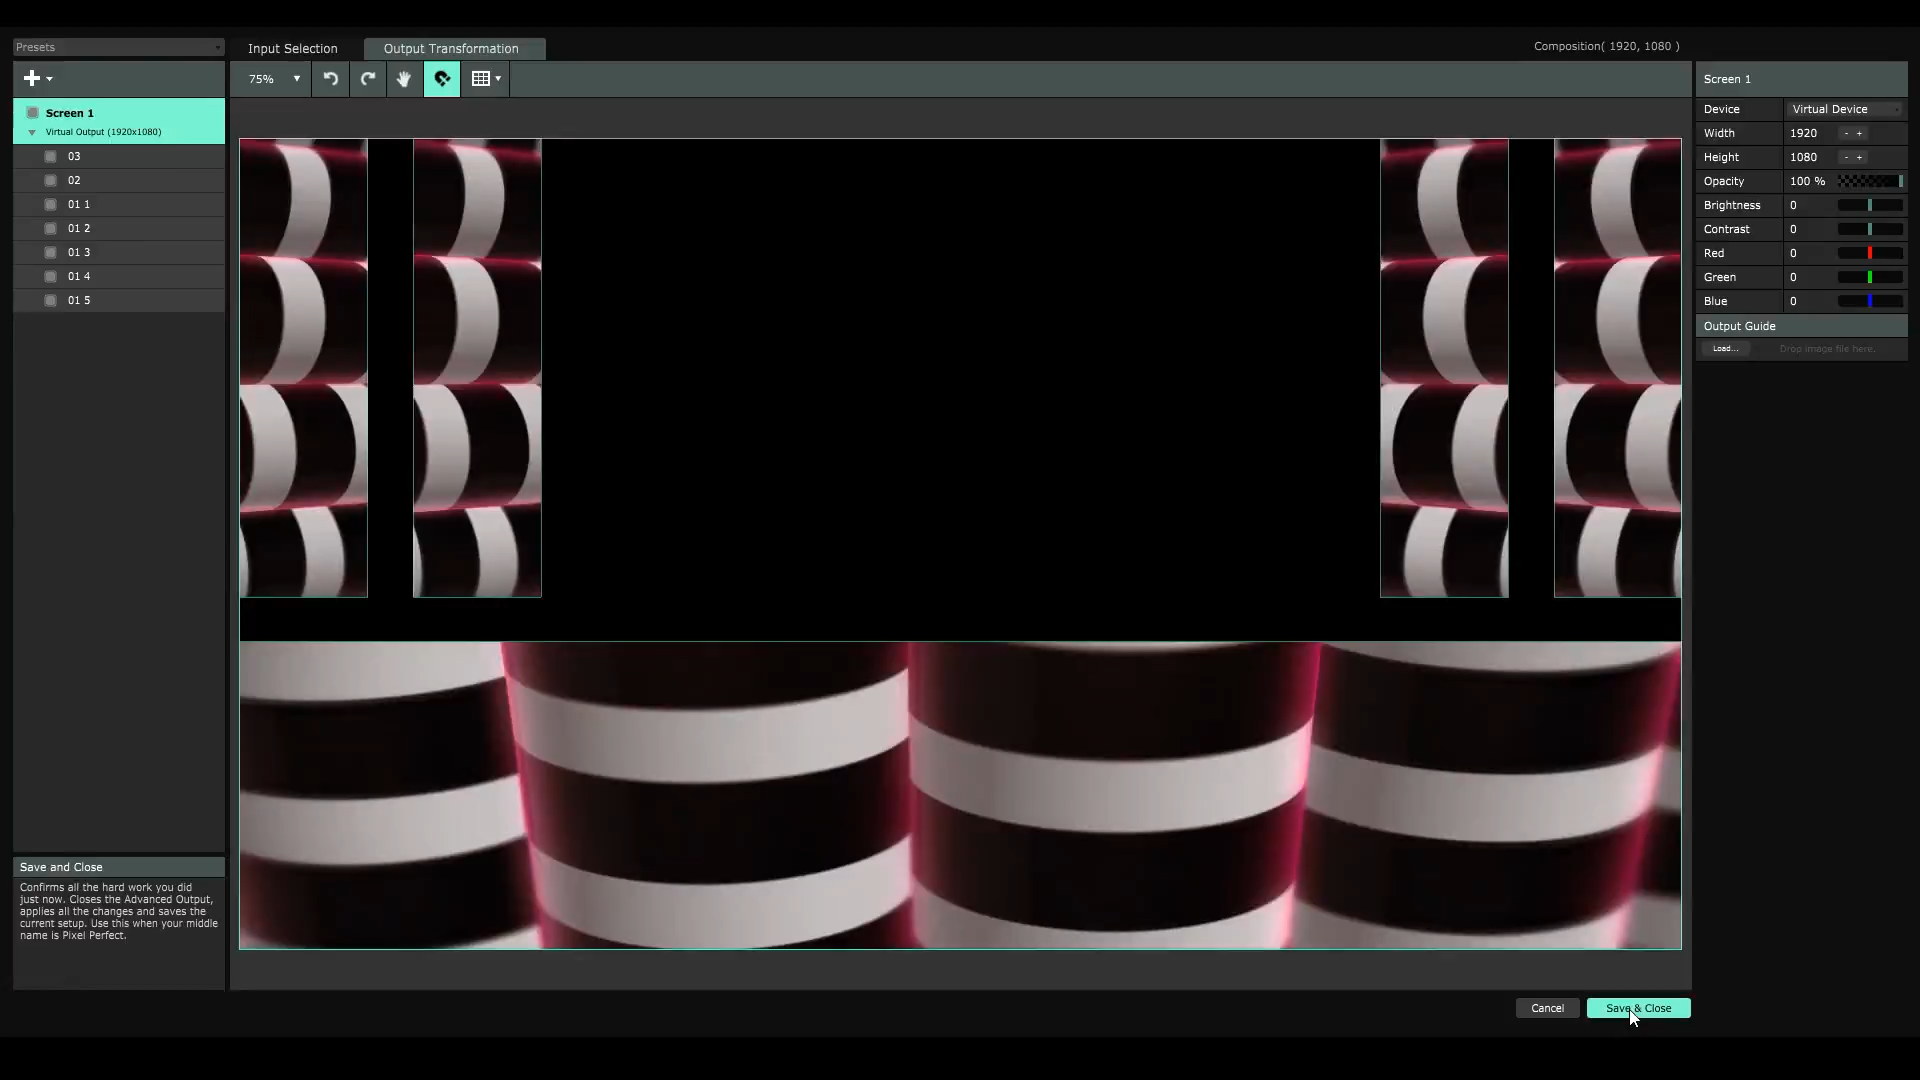 Presets
Input Selection
Output Transformation
Composition( 1920, 1080 )
75%
Screen 1
Virtual Output (1920x1080)
03
02
01 1
01 2
01 3
01 4
01 5
Screen 1
Device Virtual Device
Width 1920 - +
Height 1080 - +
Opacity 100 %
Brightness 0
Contrast 0
Red 0
Green 0
Blue 0
Output Guide
Load... Drop image file here.
Save and Close
Confirms all the hard work you did
just now. Closes the Advanced Output,
applies all the changes and saves the
current setup. Use this when your middle
name is Pixel Perfect.
Cancel
Save & Close